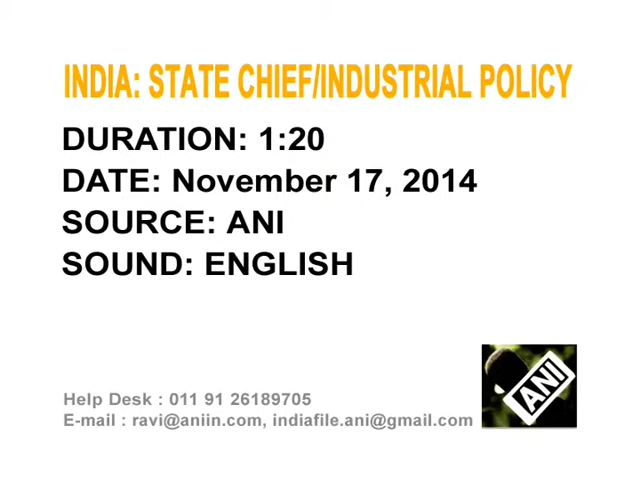 INDIA: STATE CHIEF/INDUSTRIAL POLICY
DURATION: 1:20
DATE: November 17, 2014
SOURCE: ANI
SOUND: ENGLISH
ANI
Help Desk : 011 91 26189705
E-mail : ravi@aniin.com, indiafile.ani@gmail.com